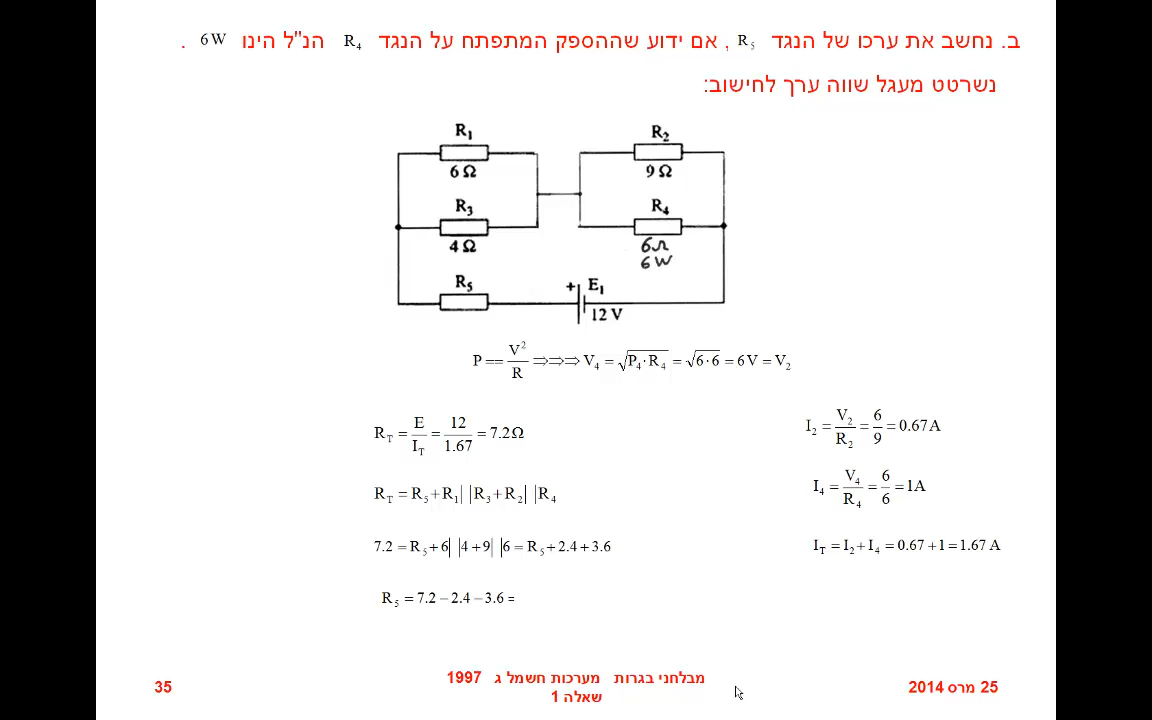 ב. נחשב את ערכו של הנגד R5 , אם ידוע שההספק המתפתח על הנגד R4 הנ"ל הינו 6W .
נשרטט מעגל שווה ערך לחישוב:
R1 R2
6 Ω 9 Ω
R3 R4
4 Ω 6Ω
6W
R5 + E1
12 V
P == V²/R ⇒⇒⇒ V4 = √(P4·R4) = √(6·6) = 6V = V2
RT = E/IT = 12/1.67 = 7.2Ω
RT = R5 + R1| |R3 + R2| |R4
7.2 = R5 + 6| |4 + 9| |6 = R5 + 2.4 + 3.6
R5 = 7.2 − 2.4 − 3.6 =
I2 = V2/R2 = 6/9 = 0.67A
I4 = V4/R4 = 6/6 = 1A
IT = I2 + I4 = 0.67 + 1 = 1.67 A
25 מרס 2014
מבלחני בגרות מערכות חשמל ג 1997
שאלה 1
35